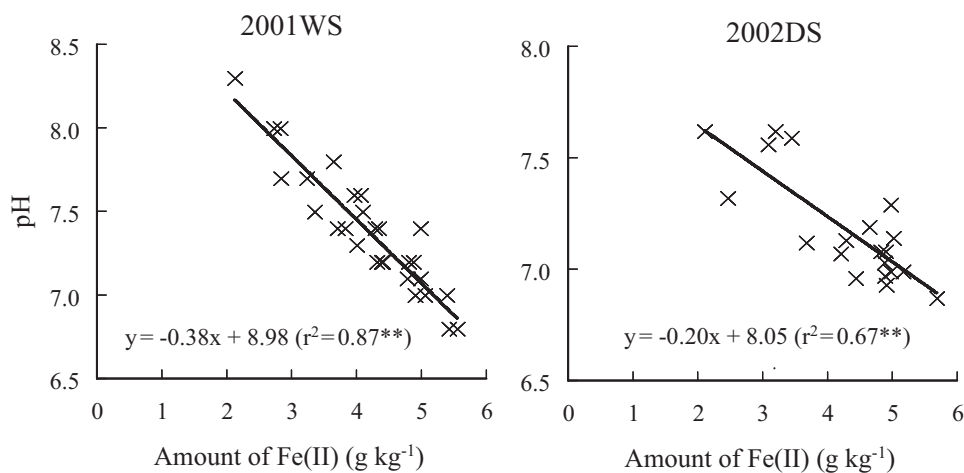 2001WS
8.5
8.0
7.5
7.0
6.5
pH
y= -0.38x + 8.98 (r²=0.87**)
0 1 2 3 4 5 6
Amount of Fe(II) (g kg⁻¹)
2002DS
8.0
7.5
7.0
6.5
y= -0.20x + 8.05 (r²=0.67**)
0 1 2 3 4 5 6
Amount of Fe(II) (g kg⁻¹)